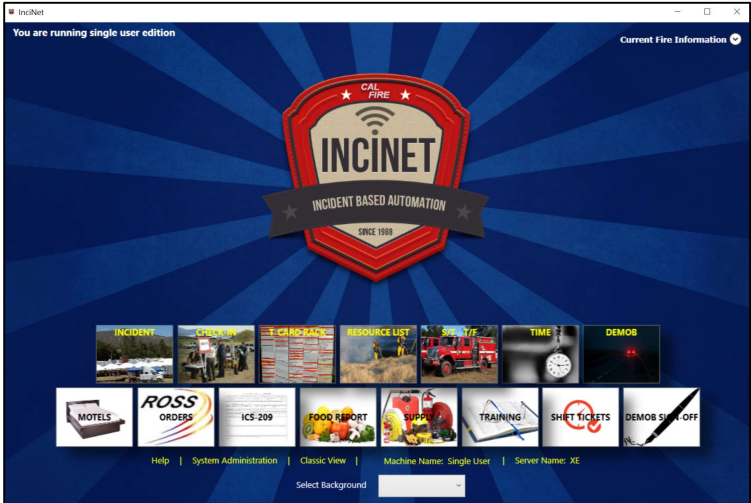 InciNet
You are running single user edition
Current Fire Information
CAL
FIRE
INCINET
INCIDENT BASED AUTOMATION
SINCE 1988
INCIDENT
CHECK IN
T-CARD RACK
RESOURCE LIST
S/T - T/F
TIME
DEMOB
MOTELS
ROSS
ORDERS
ICS-209
FOOD REPORT
SUPPLY
TRAINING
SHIFT TICKETS
DEMOB SIGN-OFF
Help | System Administration | Classic View | Machine Name: Single User | Server Name: XE
Select Background